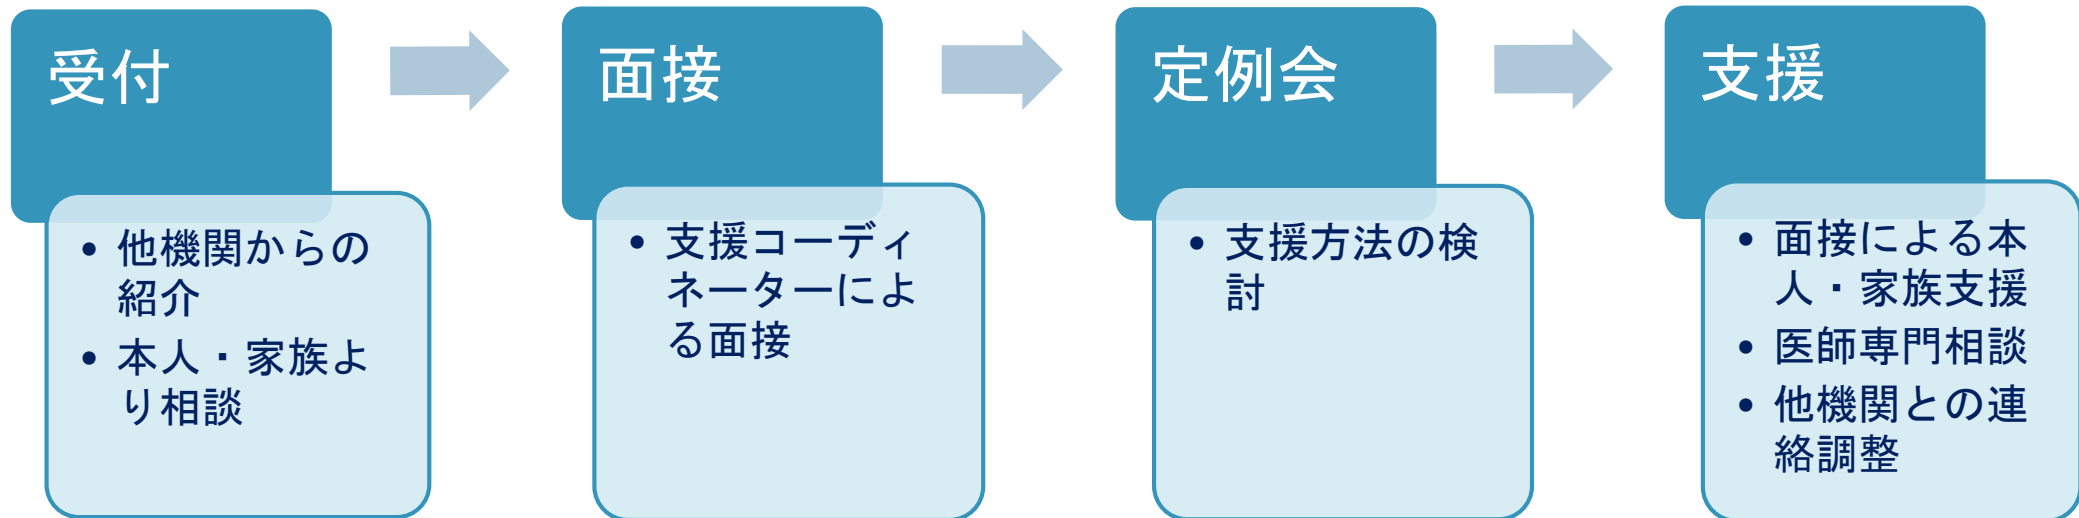 受付
• 他機関からの
紹介
• 本人・家族よ
り相談
面接
• 支援コーディ
ネーターによ
る面接
定例会
• 支援方法の検
討
支援
• 面接による本
人・家族支援
• 医師専門相談
• 他機関との連
絡調整